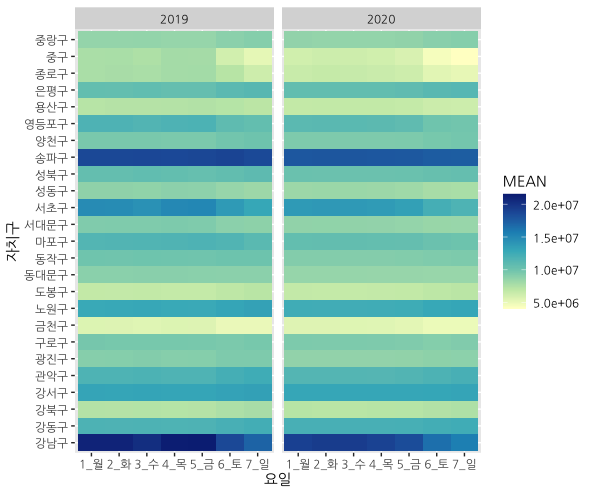 2019 2020
중랑구
중구
종로구
은평구
용산구
영등포구
양천구
송파구
성북구
성동구
서초구
서대문구
마포구
동작구
동대문구
도봉구
노원구
금천구
구로구
광진구
관악구
강서구
강북구
강동구
강남구
자치구
1_월 2_화 3_수 4_목 5_금 6_토 7_일 1_월 2_화 3_수 4_목 5_금 6_토 7_일
요일
MEAN
2.0e+07
1.5e+07
1.0e+07
5.0e+06